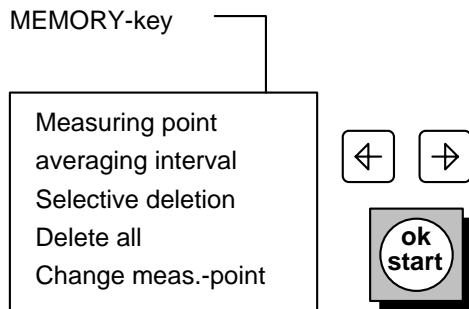 MEMORY-key
Measuring point
averaging interval
Selective deletion
Delete all
Change meas.-point
ok
start